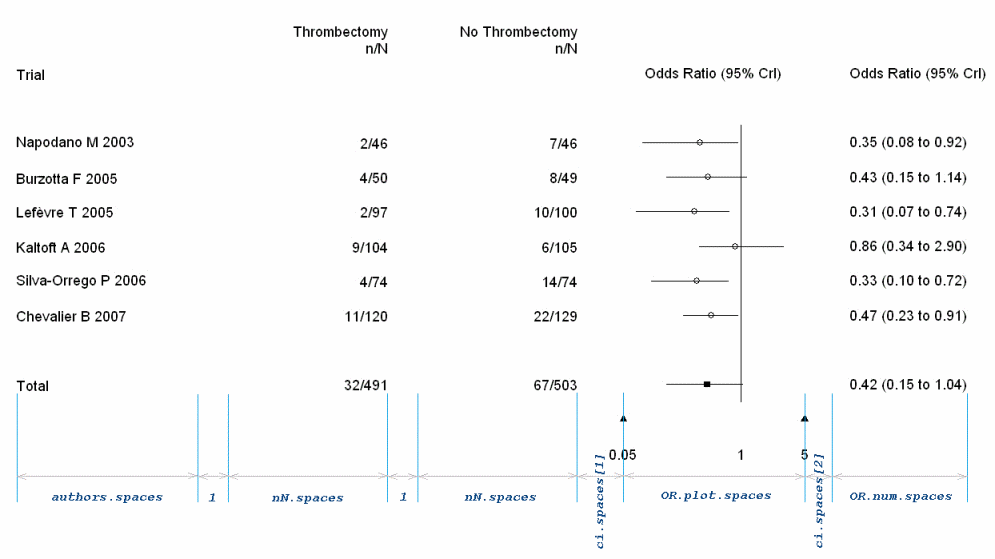 Thrombectomy No Thrombectomy
n/N n/N
Trial Odds Ratio (95% CrI) Odds Ratio (95% CrI)
Napodano M 2003 2/46 7/46 0.35 (0.08 to 0.92)
Burzotta F 2005 4/50 8/49 0.43 (0.15 to 1.14)
Lefèvre T 2005 2/97 10/100 0.31 (0.07 to 0.74)
Kaltoft A 2006 9/104 6/105 0.86 (0.34 to 2.90)
Silva-Orrego P 2006 4/74 14/74 0.33 (0.10 to 0.72)
Chevalier B 2007 11/120 22/129 0.47 (0.23 to 0.91)
Total 32/491 67/503 0.42 (0.15 to 1.04)
0.05 1 5
authors.spaces 1 nN.spaces 1 nN.spaces ci.spaces[1] OR.plot.spaces ci.spaces[2] OR.num.spaces